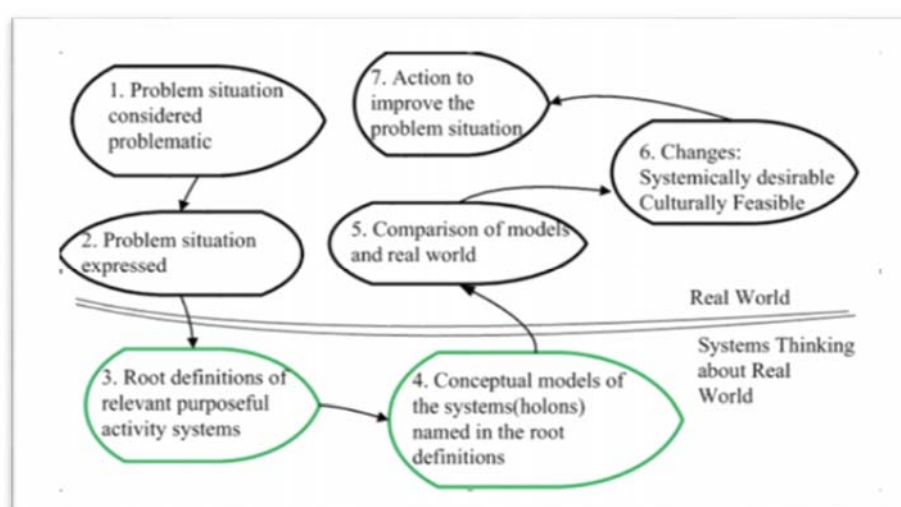 1. Problem situation
considered
problematic
2. Problem situation
expressed
3. Root definitions of
relevant purposeful
activity systems
4. Conceptual models of
the systems(holons)
named in the root
definitions
5. Comparison of models
and real world
6. Changes:
Systemically desirable
Culturally Feasible
7. Action to
improve the
problem situation
Real World
Systems Thinking
about Real
World